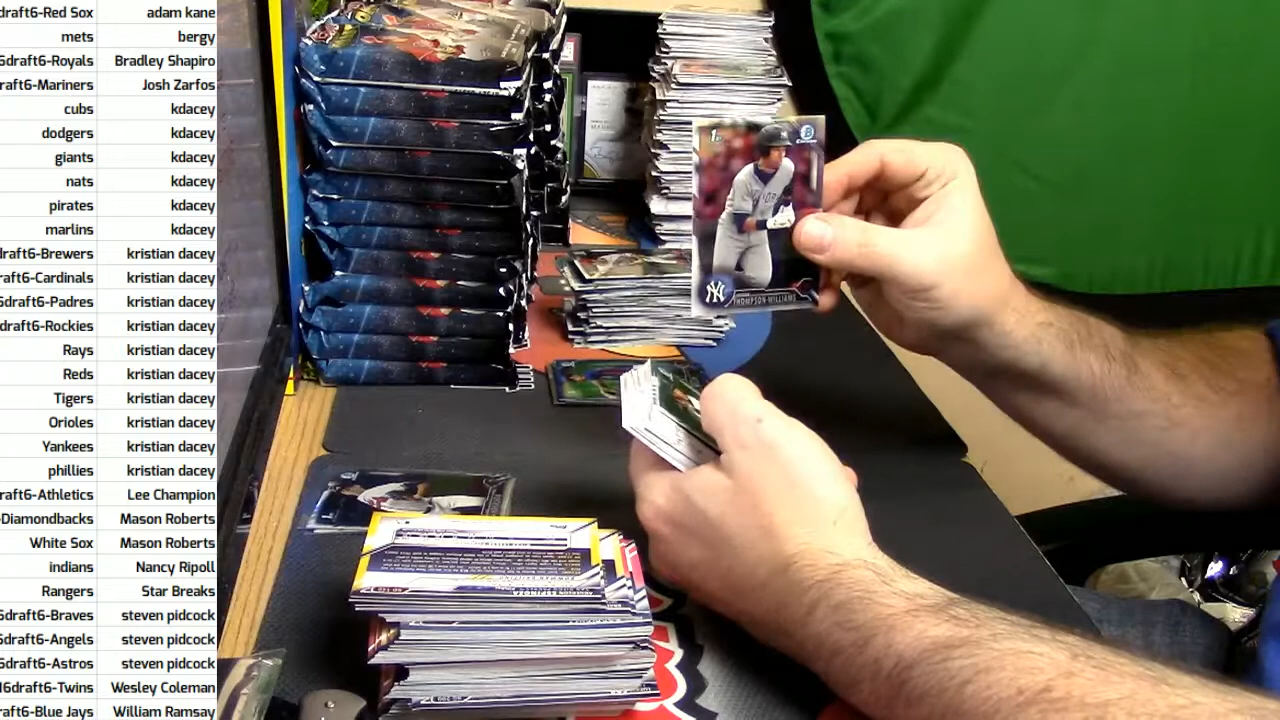 draft6-Red Sox adam kane
mets bergy
6draft6-Royals Bradley Shapiro
raft6-Mariners Josh Zarfos
cubs kdacey
dodgers kdacey
giants kdacey
nats kdacey
pirates kdacey
marlins kdacey
draft6-Brewers kristian dacey
raft6-Cardinals kristian dacey
6draft6-Padres kristian dacey
draft6-Rockies kristian dacey
Rays kristian dacey
Reds kristian dacey
Tigers kristian dacey
Orioles kristian dacey
Yankees kristian dacey
phillies kristian dacey
raft6-Athletics Lee Champion
-Diamondbacks Mason Roberts
White Sox Mason Roberts
indians Nancy Ripoll
Rangers Star Breaks
6draft6-Braves steven pidcock
6draft6-Angels steven pidcock
6draft6-Astros steven pidcock
16draft6-Twins Wesley Coleman
raft6-Blue Jays William Ramsay
1st
B
NY
THOMPSON-WILLIAMS
ANDERSON ESPINOZA